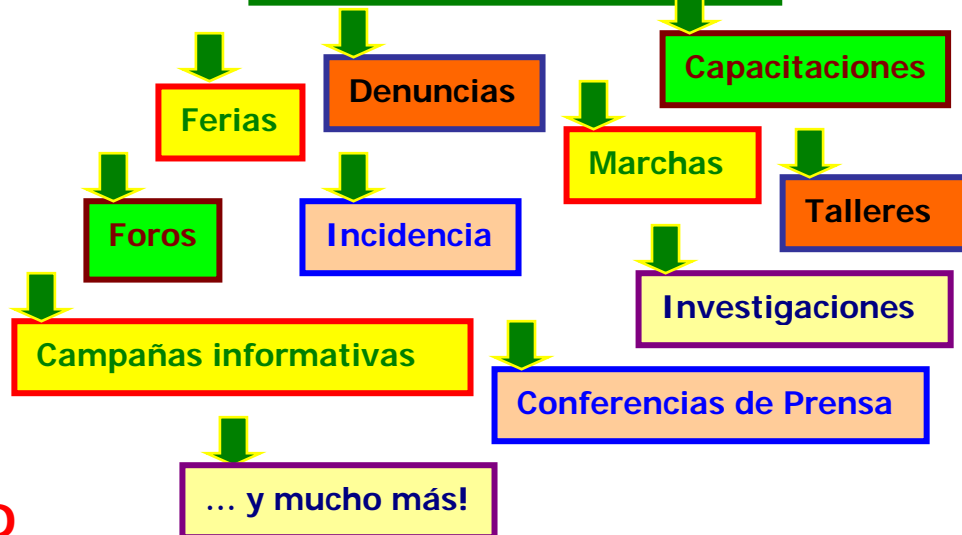 Capacitaciones
Denuncias
Ferias
Marchas
Talleres
Foros
Incidencia
Investigaciones
Campañas informativas
Conferencias de Prensa
... y mucho más!